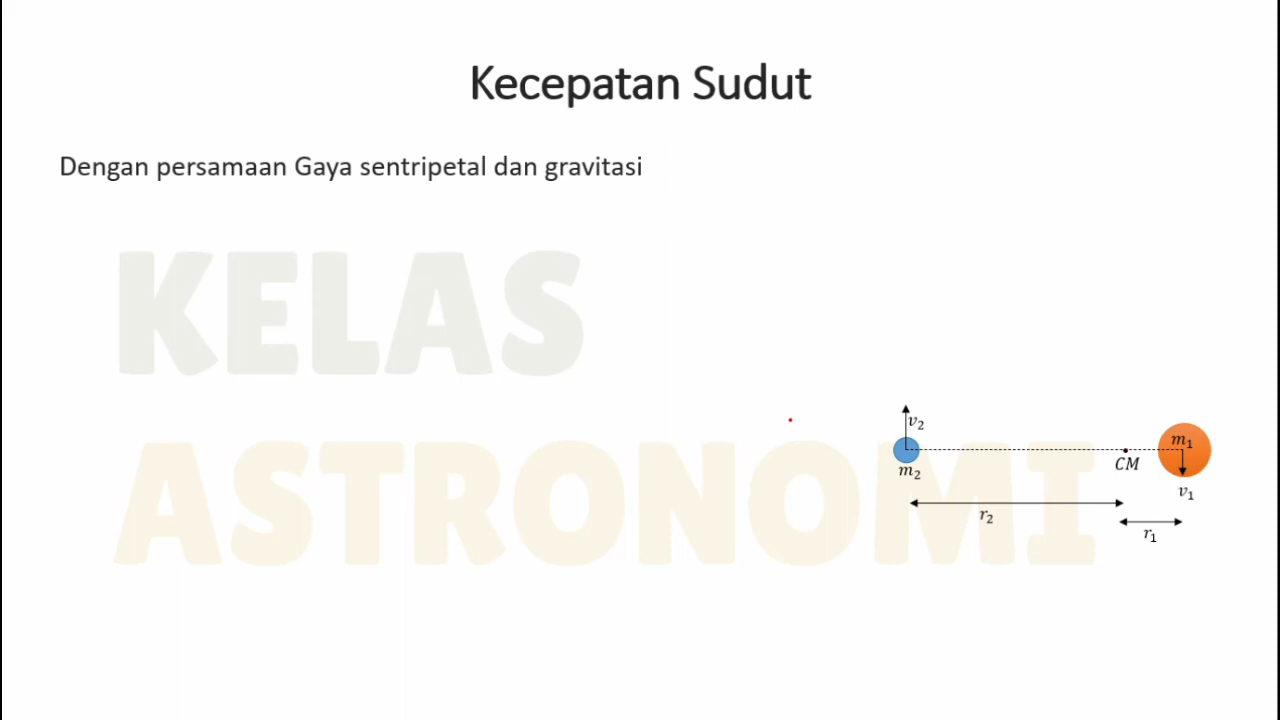 Kecepatan Sudut
Dengan persamaan Gaya sentripetal dan gravitasi
KELAS
ASTRONOMI
v₂
m₁
m₂
CM
v₁
r₂
r₁